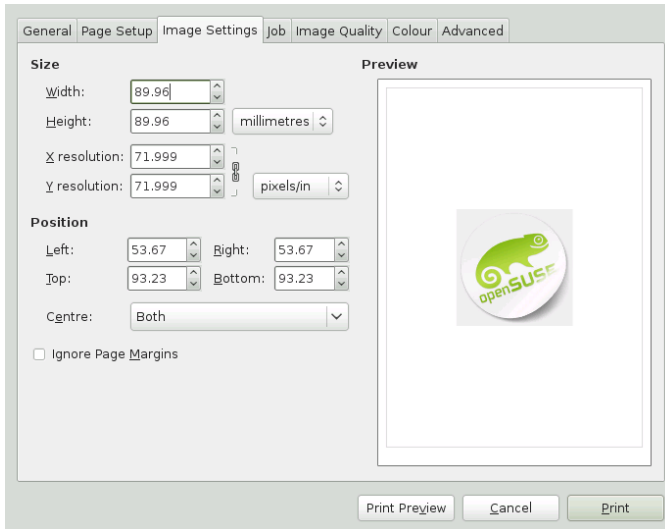 General Page Setup Image Settings Job Image Quality Colour Advanced
Size
Width: 89.96
Height: 89.96 millimetres
X resolution: 71.999
Y resolution: 71.999 pixels/in
Position
Left: 53.67 Right: 53.67
Top: 93.23 Bottom: 93.23
Centre: Both
Ignore Page Margins
Preview
openSUSE
Print Preview Cancel Print